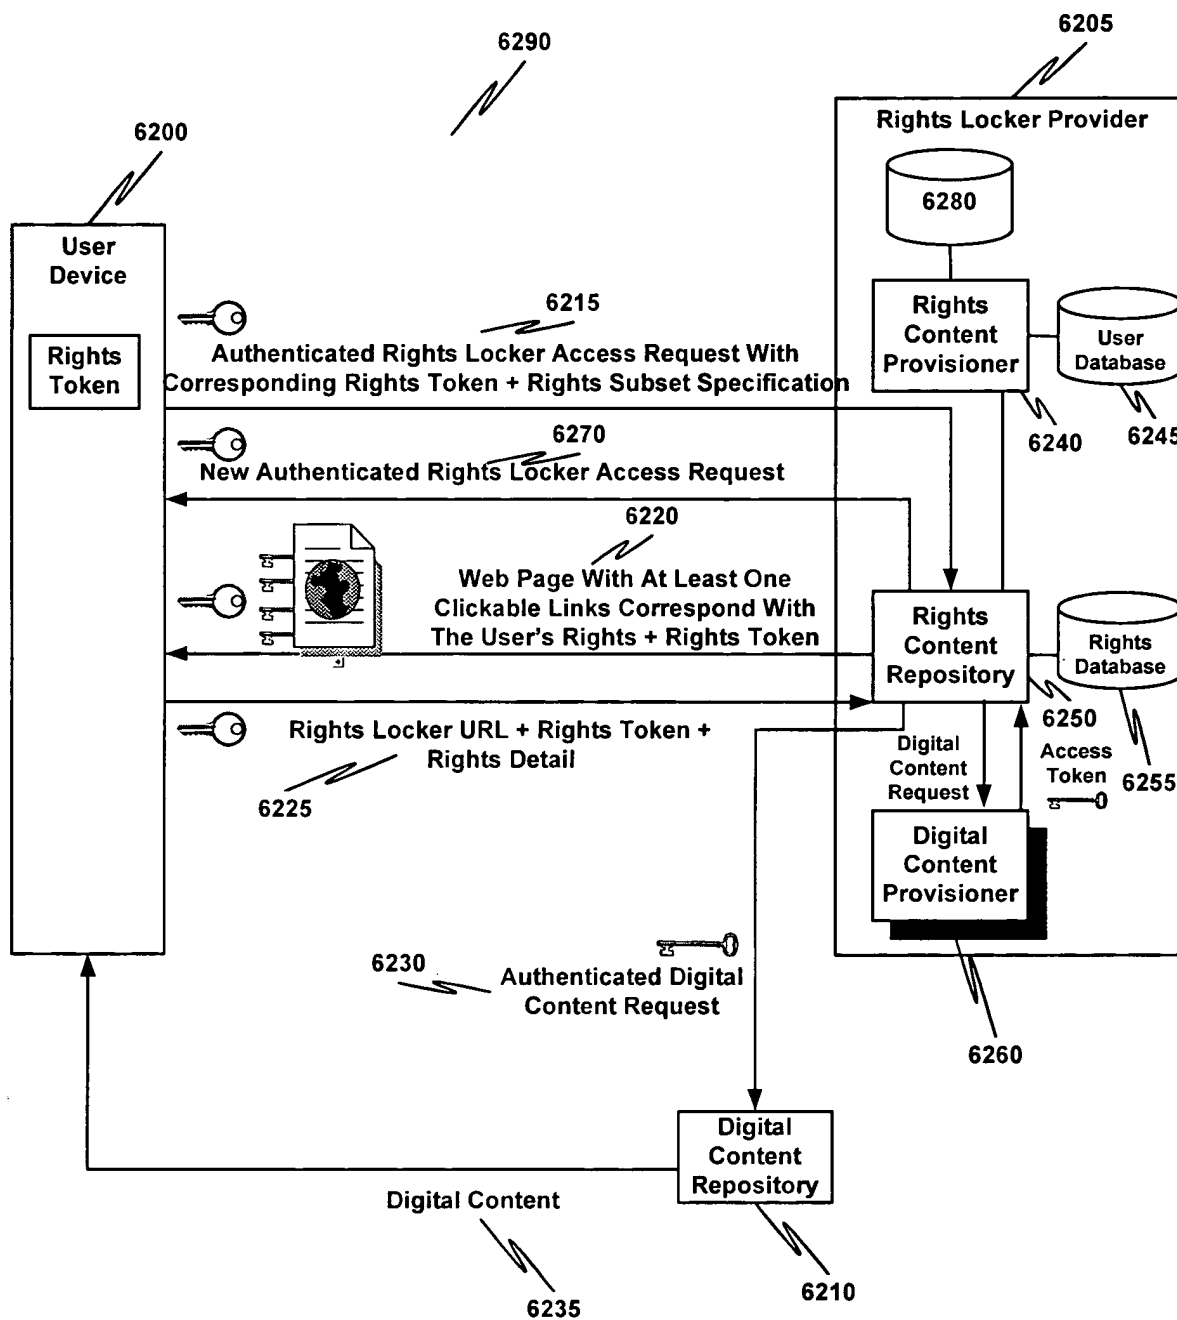 6290
6205
Rights Locker Provider
6200
6280
User
Device
6215
Rights
Content
Provisioner
User
Database
Rights
Token
Authenticated Rights Locker Access Request With
Corresponding Rights Token + Rights Subset Specification
6240
6245
6270
New Authenticated Rights Locker Access Request
6220
Web Page With At Least One
Clickable Links Correspond With
The User's Rights + Rights Token
Rights
Content
Repository
Rights
Database
6250
6255
Rights Locker URL + Rights Token +
Rights Detail
6225
Digital
Content
Request
Access
Token
Digital
Content
Provisioner
6230
Authenticated Digital
Content Request
6260
Digital
Content
Repository
Digital Content
6210
6235